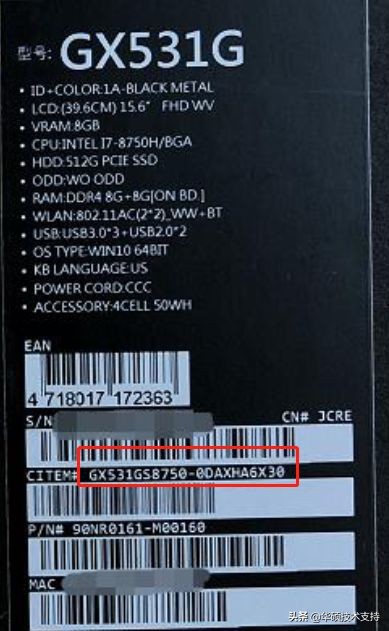 型号: GX531G
• ID+COLOR:1A-BLACK METAL
• LCD:(39.6CM) 15.6" FHD WV
• VRAM:8GB
• CPU:INTEL I7-8750H/BGA
• HDD:512G PCIE SSD
• ODD:WO ODD
• RAM:DDR4 8G+8G[ON BD.]
• WLAN:802.11AC(2*2)_WW+BT
• USB:USB3.0*3+USB2.0*2
• OS TYPE:WIN10 64BIT
• KB LANGUAGE:US
• POWER CORD:CCC
• ACCESSORY:4CELL 50WH
EAN
4 718017 172363
S/N CN# JCRE
CITEM# GX531GS8750-0DAXHA6X30
P/N# 90NR0161-M00160
MAC
头条 @华硕技术支持